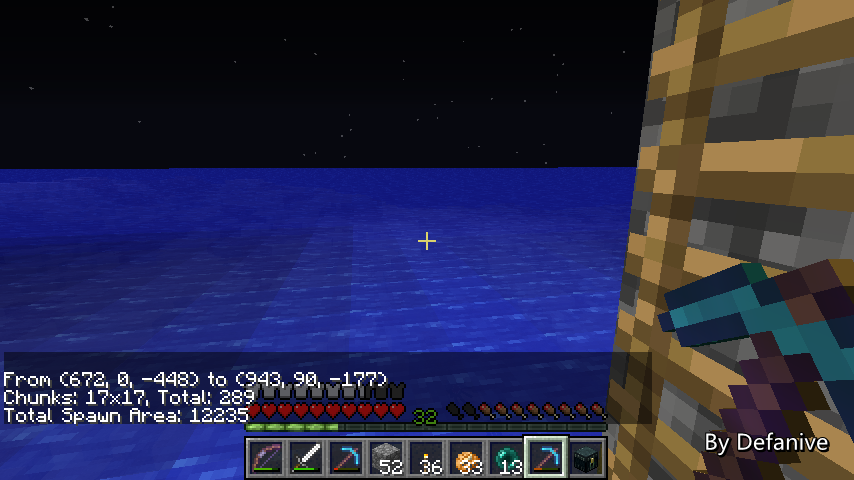 From (672, 0, -448) to (943, 90, -177)
Chunks: 17x17, Total: 289
Total Spawn Area: 12235
32
52
36
33
13
By Defanive